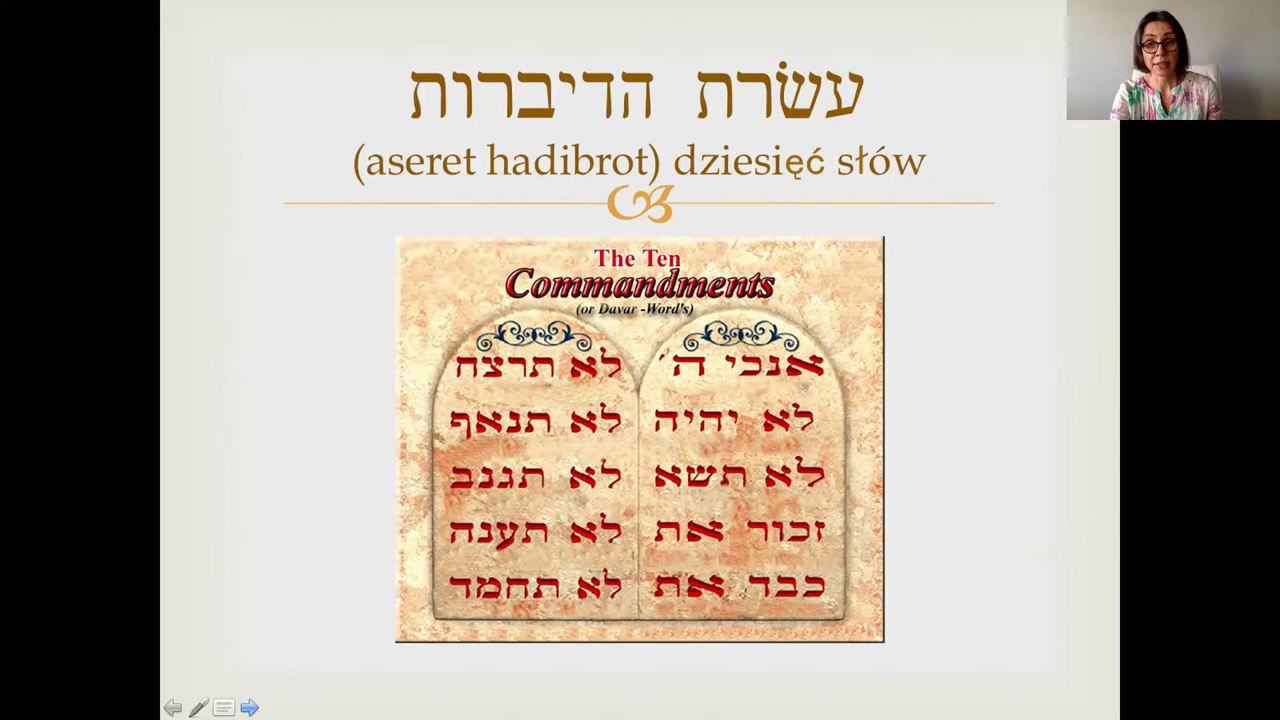 עשׂרת הדיברות
(aseret hadibrot) dziesięć słów
The Ten
Commandments
(or Davar -Word's)
אנכי ה'
לא יהיה
לא תשא
זכור את
כבד את
לא תרצח
לא תנאף
לא תגנב
לא תענה
לא תחמד